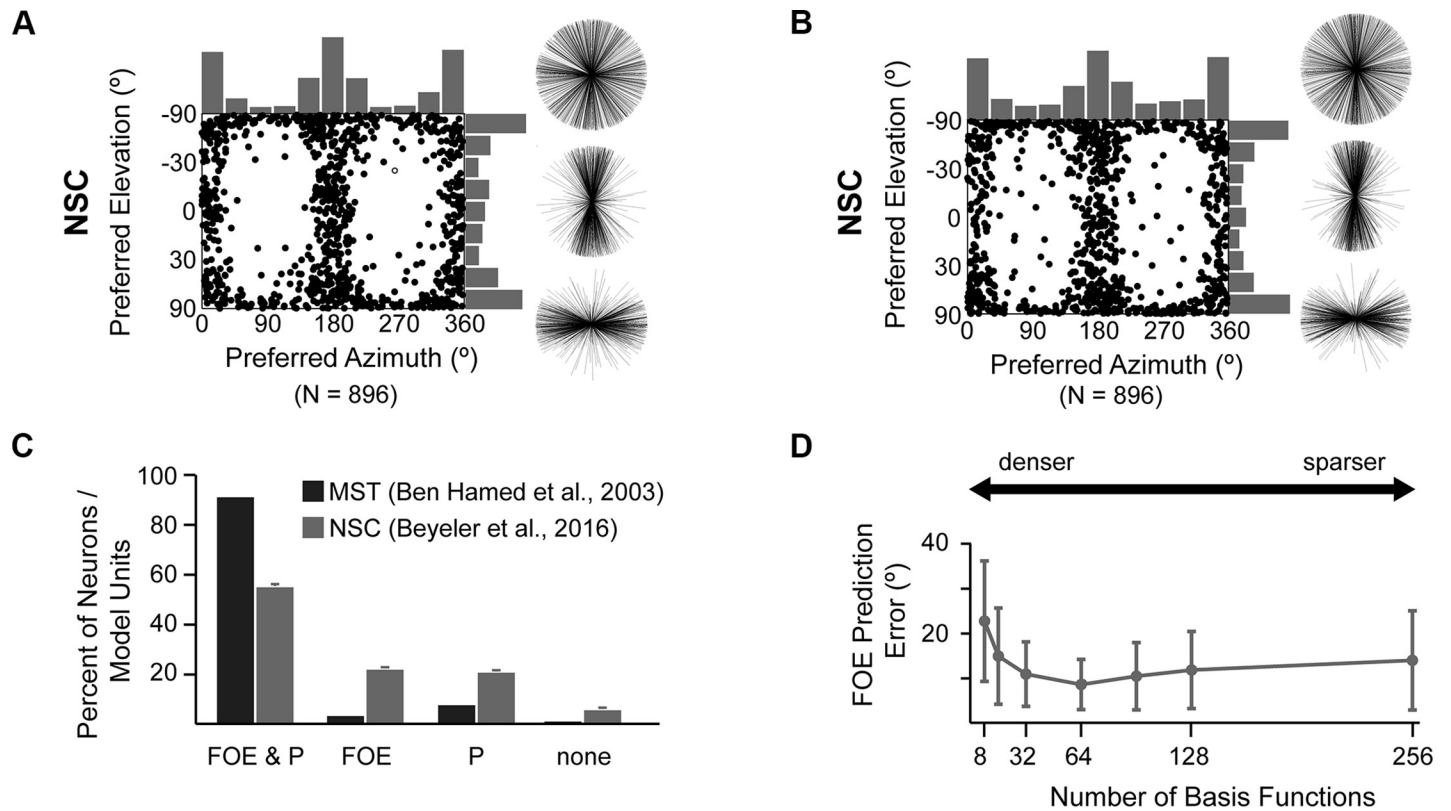 A
NSC
Preferred Elevation (º)
-90
-30
0
30
90
0 90 180 270 360
Preferred Azimuth (º)
(N = 896)
B
NSC
Preferred Elevation (º)
-90
-30
0
30
90
0 90 180 270 360
Preferred Azimuth (º)
(N = 896)
C
Percent of Neurons /
Model Units
100
80
60
40
20
MST (Ben Hamed et al., 2003)
NSC (Beyeler et al., 2016)
FOE & P FOE P none
D
denser sparser
FOE Prediction
Error (º)
40
20
8 32 64 128 256
Number of Basis Functions